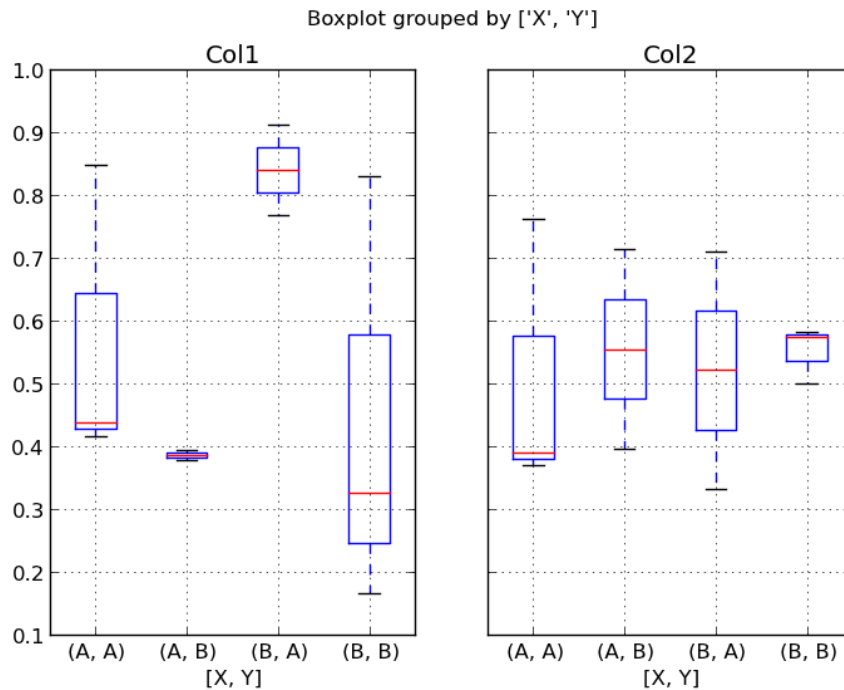 Boxplot grouped by ['X', 'Y']
Col1
Col2
1.0
0.9
0.8
0.7
0.6
0.5
0.4
0.3
0.2
0.1
(A, A) (A, B) (B, A) (B, B)
[X, Y]
(A, A) (A, B) (B, A) (B, B)
[X, Y]